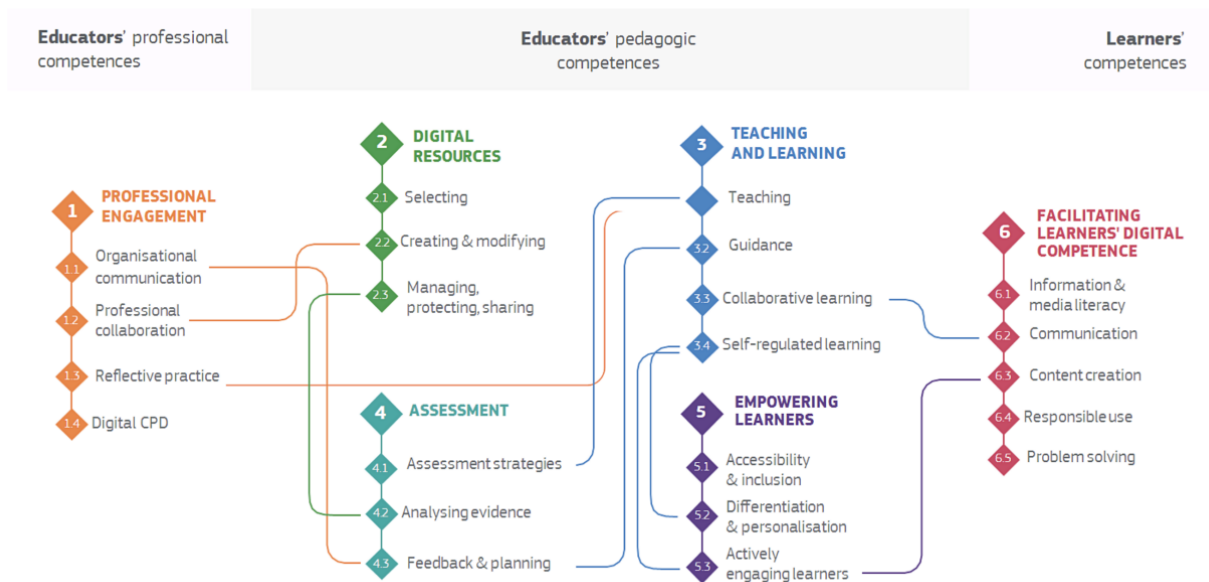 Educators' professional
competences
Educators' pedagogic
competences
Learners'
competences
1
PROFESSIONAL
ENGAGEMENT
1.1
Organisational
communication
1.2
Professional
collaboration
1.3
Reflective practice
1.4
Digital CPD
2
DIGITAL
RESOURCES
2.1
Selecting
2.2
Creating & modifying
2.3
Managing,
protecting, sharing
3
TEACHING
AND LEARNING
Teaching
3.2
Guidance
3.3
Collaborative learning
3.4
Self-regulated learning
4
ASSESSMENT
4.1
Assessment strategies
4.2
Analysing evidence
4.3
Feedback & planning
5
EMPOWERING
LEARNERS
5.1
Accessibility
& inclusion
5.2
Differentiation
& personalisation
5.3
Actively
engaging learners
6
FACILITATING
LEARNERS' DIGITAL
COMPETENCE
6.1
Information &
media literacy
6.2
Communication
6.3
Content creation
6.4
Responsible use
6.5
Problem solving